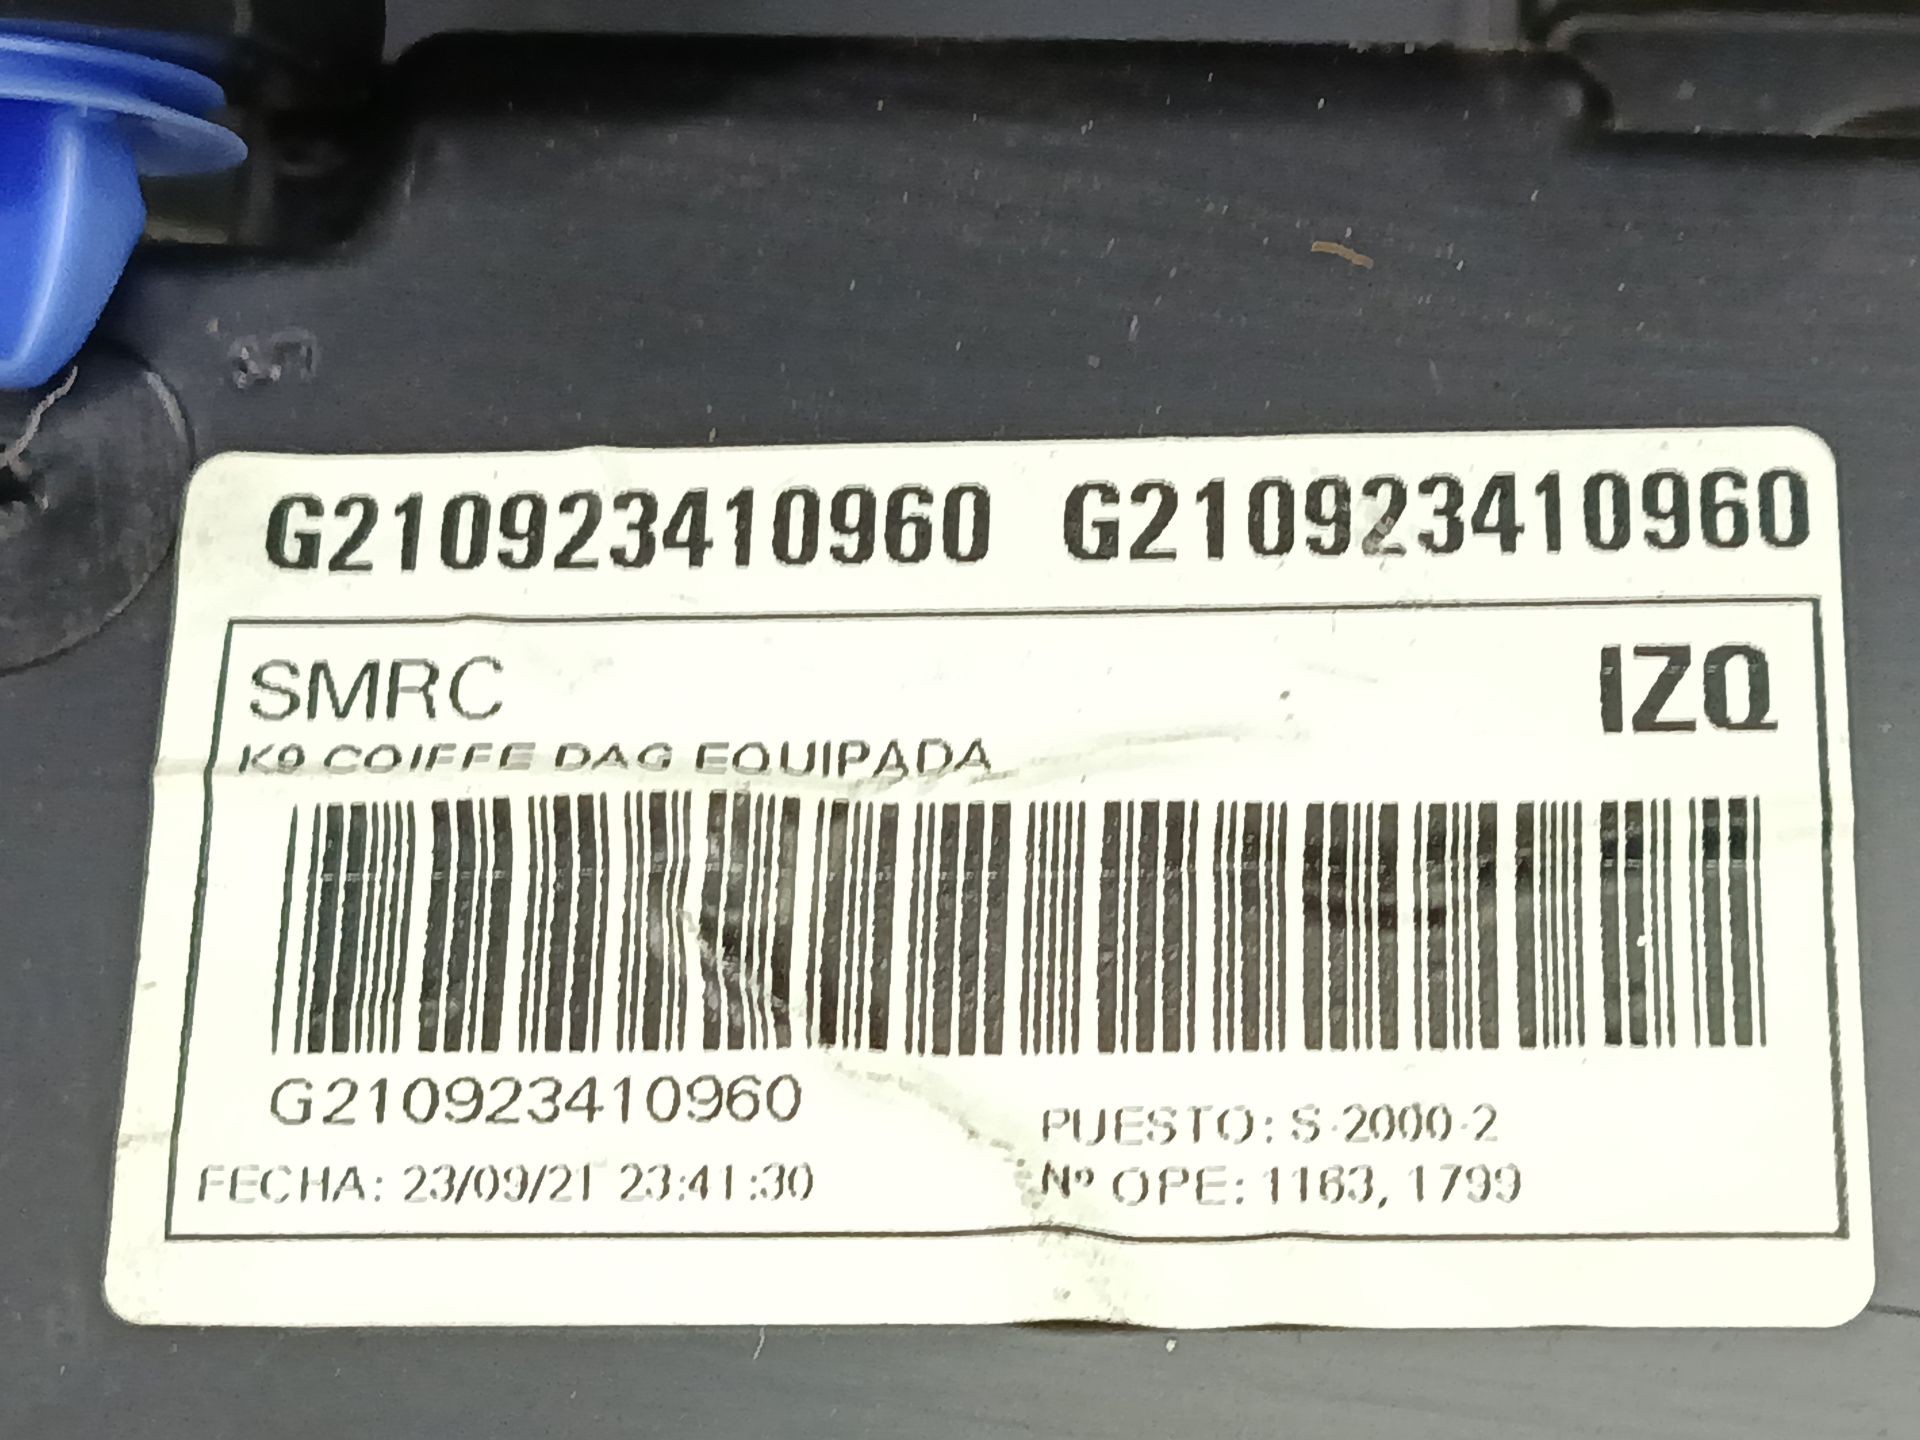 G210923410960 G210923410960
SMRC
IZQ
K9 COIFFE DAG EQUIPADA
G210923410960
PUESTO: S-2000-2
FECHA: 23/09/21 23:41:30
Nº OPE: 1163, 1799